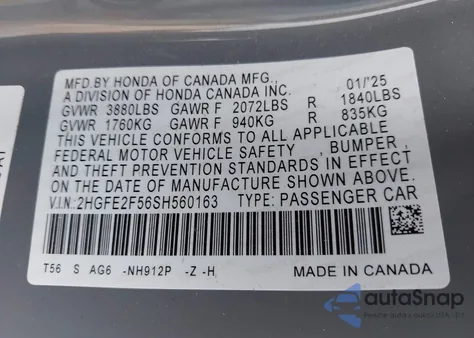 MFD.BY HONDA OF CANADA MFG., 01/'25
A DIVISION OF HONDA CANADA INC.
GVWR 3880LBS GAWR F 2072LBS R 1840LBS
GVWR 1760KG GAWR F 940KG R 835KG
THIS VEHICLE CONFORMS TO ALL APPLICABLE
FEDERAL MOTOR VEHICLE SAFETY , BUMPER ,
AND THEFT PREVENTION STANDARDS IN EFFECT
ON THE DATE OF MANUFACTURE SHOWN ABOVE.
V.I.N: 2HGFE2F56SH560163 TYPE: PASSENGER CAR
T56 S AG6 -NH912P -Z -H
MADE IN CANADA
autoSnap